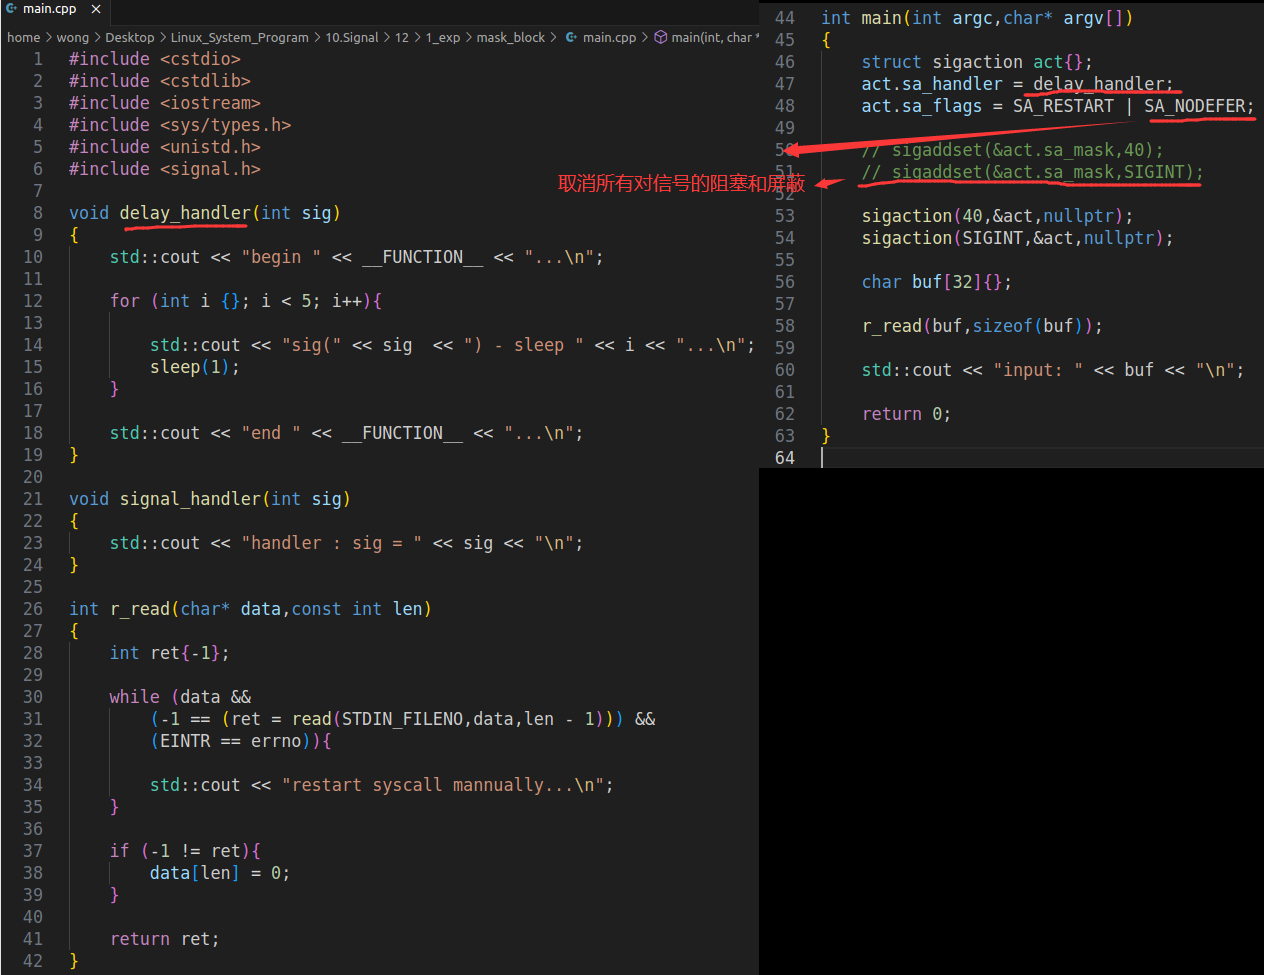 main.cpp ×
home > wong > Desktop > Linux_System_Program > 10.Signal > 12 > 1_exp > mask_block > main.cpp > main(int, char *
1 #include <cstdio>
2 #include <cstdlib>
3 #include <iostream>
4 #include <sys/types.h>
5 #include <unistd.h>
6 #include <signal.h>
7
8 void delay_handler(int sig)
9 {
10 std::cout << "begin " << __FUNCTION__ << "...\n";
11
12 for (int i {}; i < 5; i++){
13
14 std::cout << "sig(" << sig  << ") - sleep " << i << "...\n";
15 sleep(1);
16 }
17
18 std::cout << "end " << __FUNCTION__ << "...\n";
19 }
20
21 void signal_handler(int sig)
22 {
23 std::cout << "handler : sig = " << sig << "\n";
24 }
25
26 int r_read(char* data,const int len)
27 {
28 int ret{-1};
29
30 while (data &&
31 (-1 == (ret = read(STDIN_FILENO,data,len - 1))) &&
32 (EINTR == errno)){
33
34 std::cout << "restart syscall mannually...\n";
35 }
36
37 if (-1 != ret){
38 data[len] = 0;
39 }
40
41 return ret;
42 }
44 int main(int argc,char* argv[])
45 {
46 struct sigaction act{};
47 act.sa_handler = delay_handler;
48 act.sa_flags = SA_RESTART | SA_NODEFER;
49
50 // sigaddset(&act.sa_mask,40);
51 // sigaddset(&act.sa_mask,SIGINT);
取消所有对信号的阻塞和屏蔽
52
53 sigaction(40,&act,nullptr);
54 sigaction(SIGINT,&act,nullptr);
55
56 char buf[32]{};
57
58 r_read(buf,sizeof(buf));
59
60 std::cout << "input: " << buf << "\n";
61
62 return 0;
63 }
64